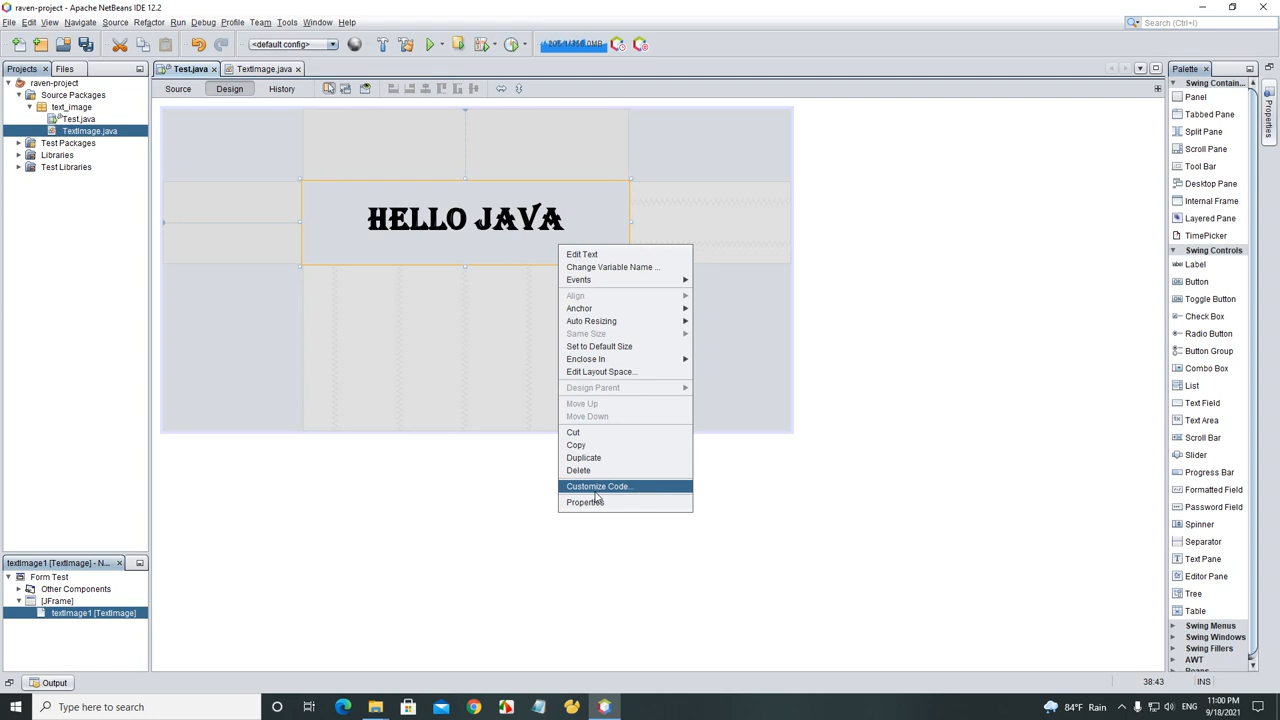 raven-project - Apache NetBeans IDE 12.2
File Edit View Navigate Source Refactor Run Debug Profile Team Tools Window Help
Search (Ctrl+I)
<default config>
Projects Files
Test.java TextImage.java
Palette
Source Design History
raven-project
Source Packages
text_image
Test.java
TextImage.java
Test Packages
Libraries
Test Libraries
HELLO JAVA
Edit Text
Change Variable Name ...
Events
Align
Anchor
Auto Resizing
Same Size
Set to Default Size
Enclose In
Edit Layout Space...
Design Parent
Move Up
Move Down
Cut
Copy
Duplicate
Delete
Customize Code...
Properties
Swing Contain...
Panel
Tabbed Pane
Split Pane
Scroll Pane
Tool Bar
Desktop Pane
Internal Frame
Layered Pane
TimePicker
Swing Controls
label Label
Button
Toggle Button
Check Box
Radio Button
Button Group
Combo Box
List
Text Field
Text Area
Scroll Bar
Slider
Progress Bar
Formatted Field
Password Field
Spinner
Separator
Text Pane
Editor Pane
Tree
Table
Swing Menus
Swing Windows
Swing Fillers
AWT
Properties
textImage1 [TextImage] - N...
Form Test
Other Components
[JFrame]
textImage1 [TextImage]
Output
38:43 INS
Type here to search
84°F Rain
11:00 PM
9/18/2021